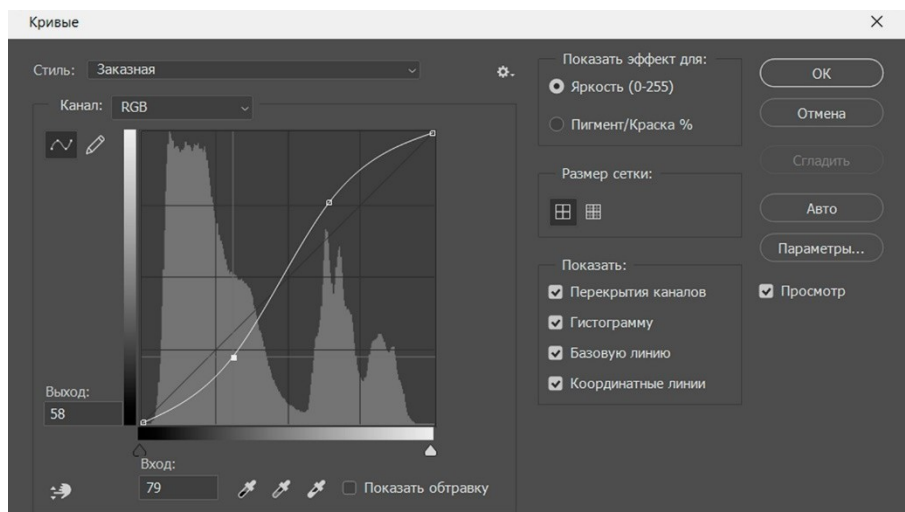 Кривые
Стиль: Заказная
Канал: RGB
Выход:
58
Вход:
79
Показать обтравку
Показать эффект для:
Яркость (0-255)
Пигмент/Краска %
Размер сетки:
Показать:
Перекрытия каналов
Гистограмму
Базовую линию
Координатные линии
ОК
Отмена
Сгладить
Авто
Параметры...
Просмотр